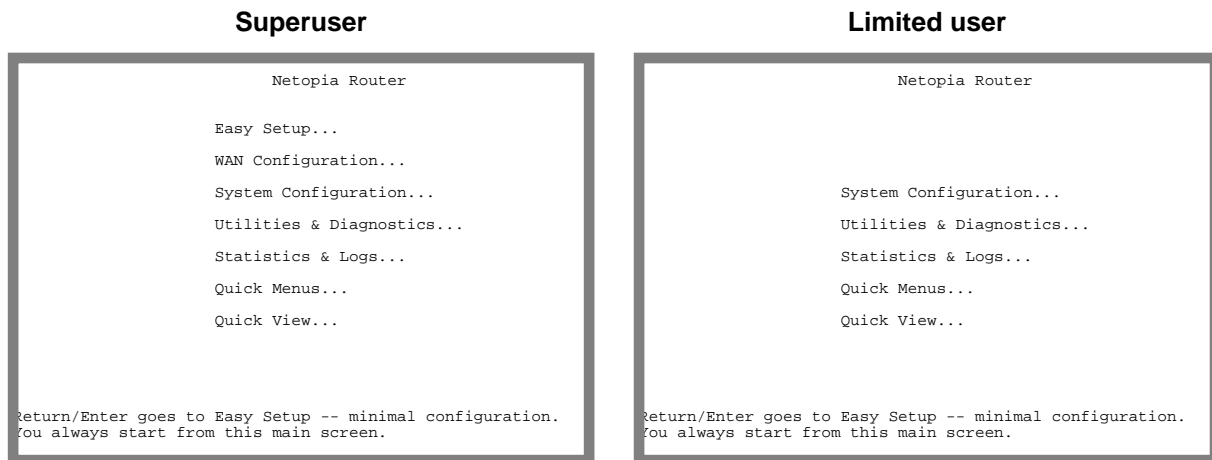 Superuser
Netopia Router
Easy Setup...
WAN Configuration...
System Configuration...
Utilities & Diagnostics...
Statistics & Logs...
Quick Menus...
Quick View...
Return/Enter goes to Easy Setup -- minimal configuration.
You always start from this main screen.
Limited user
Netopia Router
System Configuration...
Utilities & Diagnostics...
Statistics & Logs...
Quick Menus...
Quick View...
Return/Enter goes to Easy Setup -- minimal configuration.
You always start from this main screen.